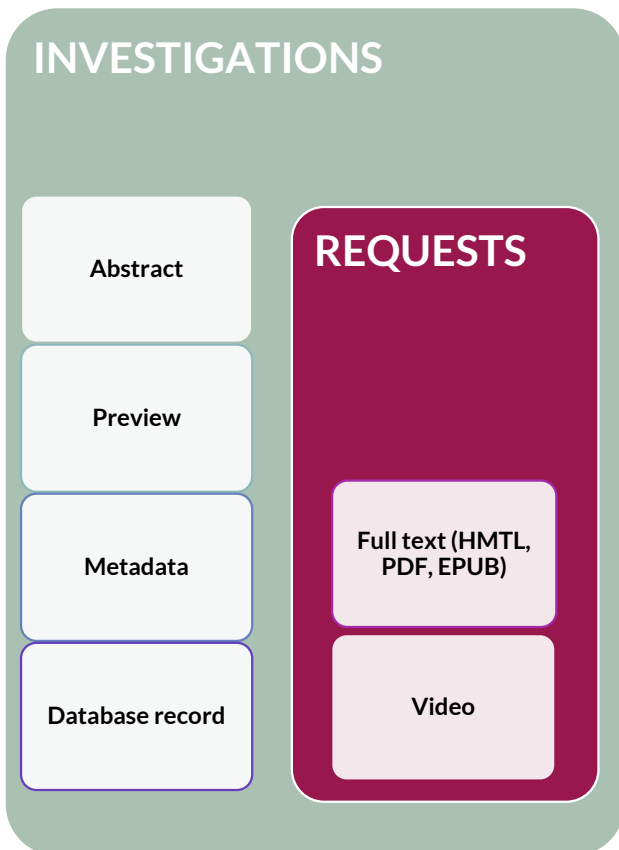 INVESTIGATIONS
Abstract
Preview
Metadata
Database record
REQUESTS
Full text (HMTL,
PDF, EPUB)
Video